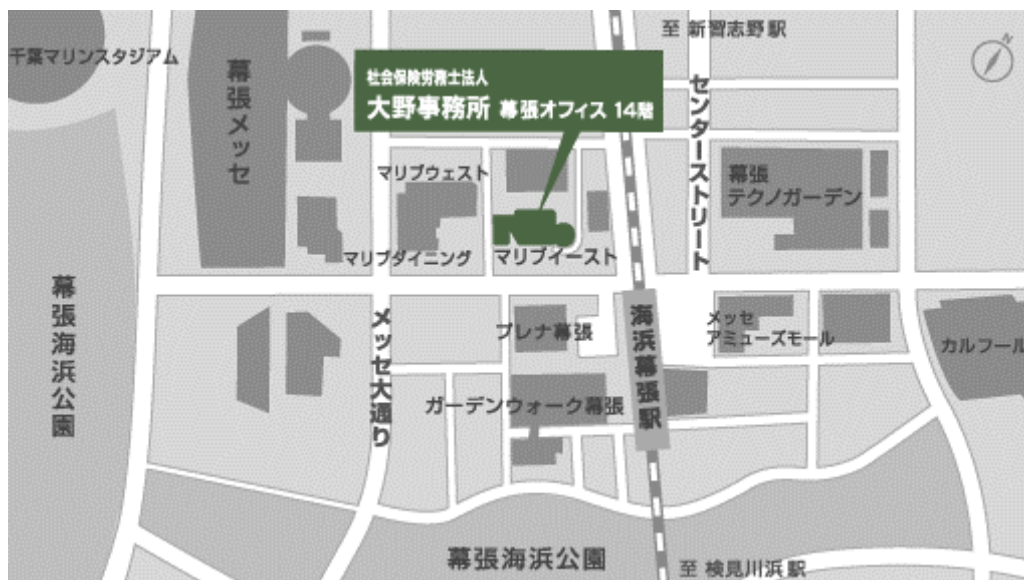 至 新習志野駅
N
千葉マリンスタジアム
幕張メッセ
社会保険労務士法人
大野事務所 幕張オフィス 14階
センターストリート
マリブウェスト
幕張
テクノガーデン
マリブダイニング
マリブイースト
幕張海浜公園
メッセ大通り
プレナ幕張
海浜幕張駅
メッセ
アミューズモール
カルフール
ガーデンウォーク幕張
幕張海浜公園
至 検見川浜駅